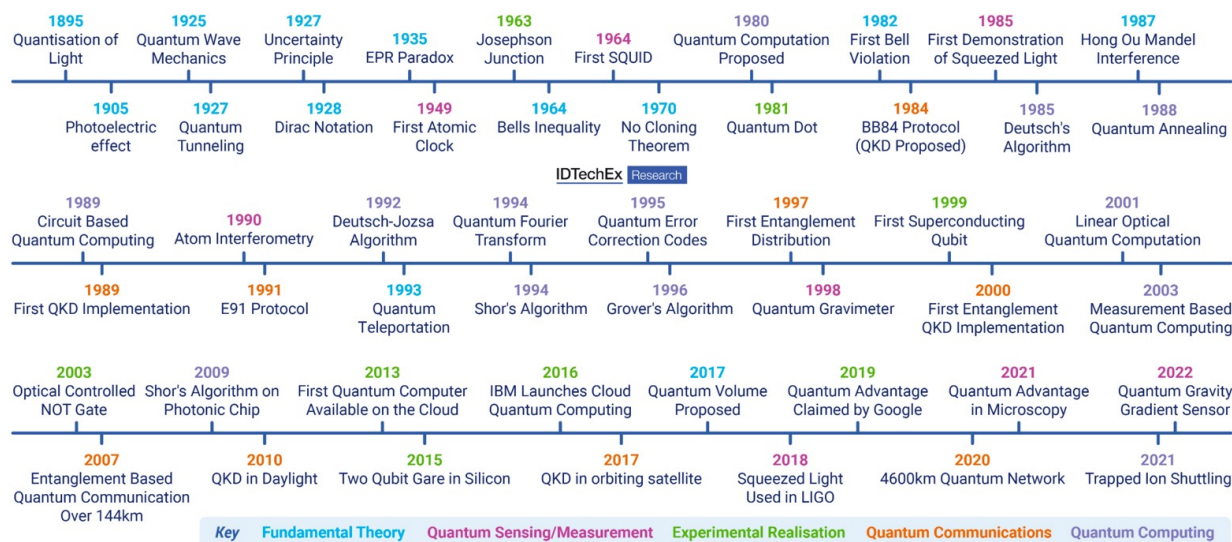 1895
Quantisation of
Light
1925
Quantum Wave
Mechanics
1927
Uncertainty
Principle
1935
EPR Paradox
1963
Josephson
Junction
1964
First SQUID
1980
Quantum Computation
Proposed
1982
First Bell
Violation
1985
First Demonstration
of Squeezed Light
1987
Hong Ou Mandel
Interference
1905
Photoelectric
effect
1927
Quantum
Tunneling
1928
Dirac Notation
1949
First Atomic
Clock
1964
Bells Inequality
1970
No Cloning
Theorem
1981
Quantum Dot
1984
BB84 Protocol
(QKD Proposed)
1985
Deutsch's
Algorithm
1988
Quantum Annealing
IDTechEx Research
1989
Circuit Based
Quantum Computing
1990
Atom Interferometry
1992
Deutsch-Jozsa
Algorithm
1994
Quantum Fourier
Transform
1995
Quantum Error
Correction Codes
1997
First Entanglement
Distribution
1999
First Superconducting
Qubit
2001
Linear Optical
Quantum Computation
1989
First QKD Implementation
1991
E91 Protocol
1993
Quantum
Teleportation
1994
Shor's Algorithm
1996
Grover's Algorithm
1998
Quantum Gravimeter
2000
First Entanglement
QKD Implementation
2003
Measurement Based
Quantum Computing
2003
Optical Controlled
NOT Gate
2009
Shor's Algorithm on
Photonic Chip
2013
First Quantum Computer
Available on the Cloud
2016
IBM Launches Cloud
Quantum Computing
2017
Quantum Volume
Proposed
2019
Quantum Advantage
Claimed by Google
2021
Quantum Advantage
in Microscopy
2022
Quantum Gravity
Gradient Sensor
2007
Entanglement Based
Quantum Communication
Over 144km
2010
QKD in Daylight
2015
Two Qubit Gare in Silicon
2017
QKD in orbiting satellite
2018
Squeezed Light
Used in LIGO
2020
4600km Quantum Network
2021
Trapped Ion Shuttling
Key Fundamental Theory Quantum Sensing/Measurement Experimental Realisation Quantum Communications Quantum Computing